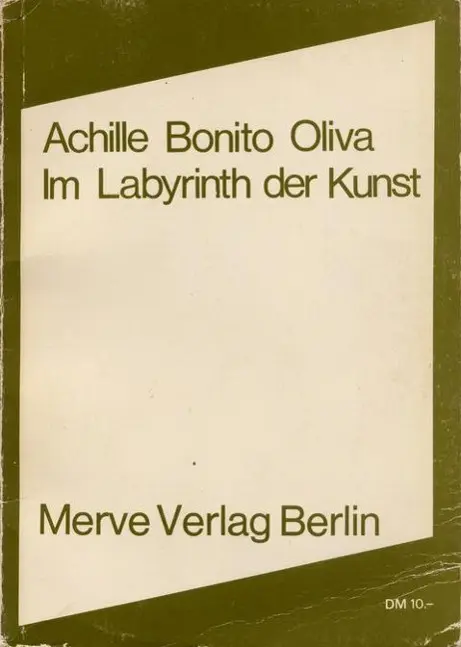 Achille Bonito Oliva
Im Labyrinth der Kunst
Merve Verlag Berlin
DM 10.-